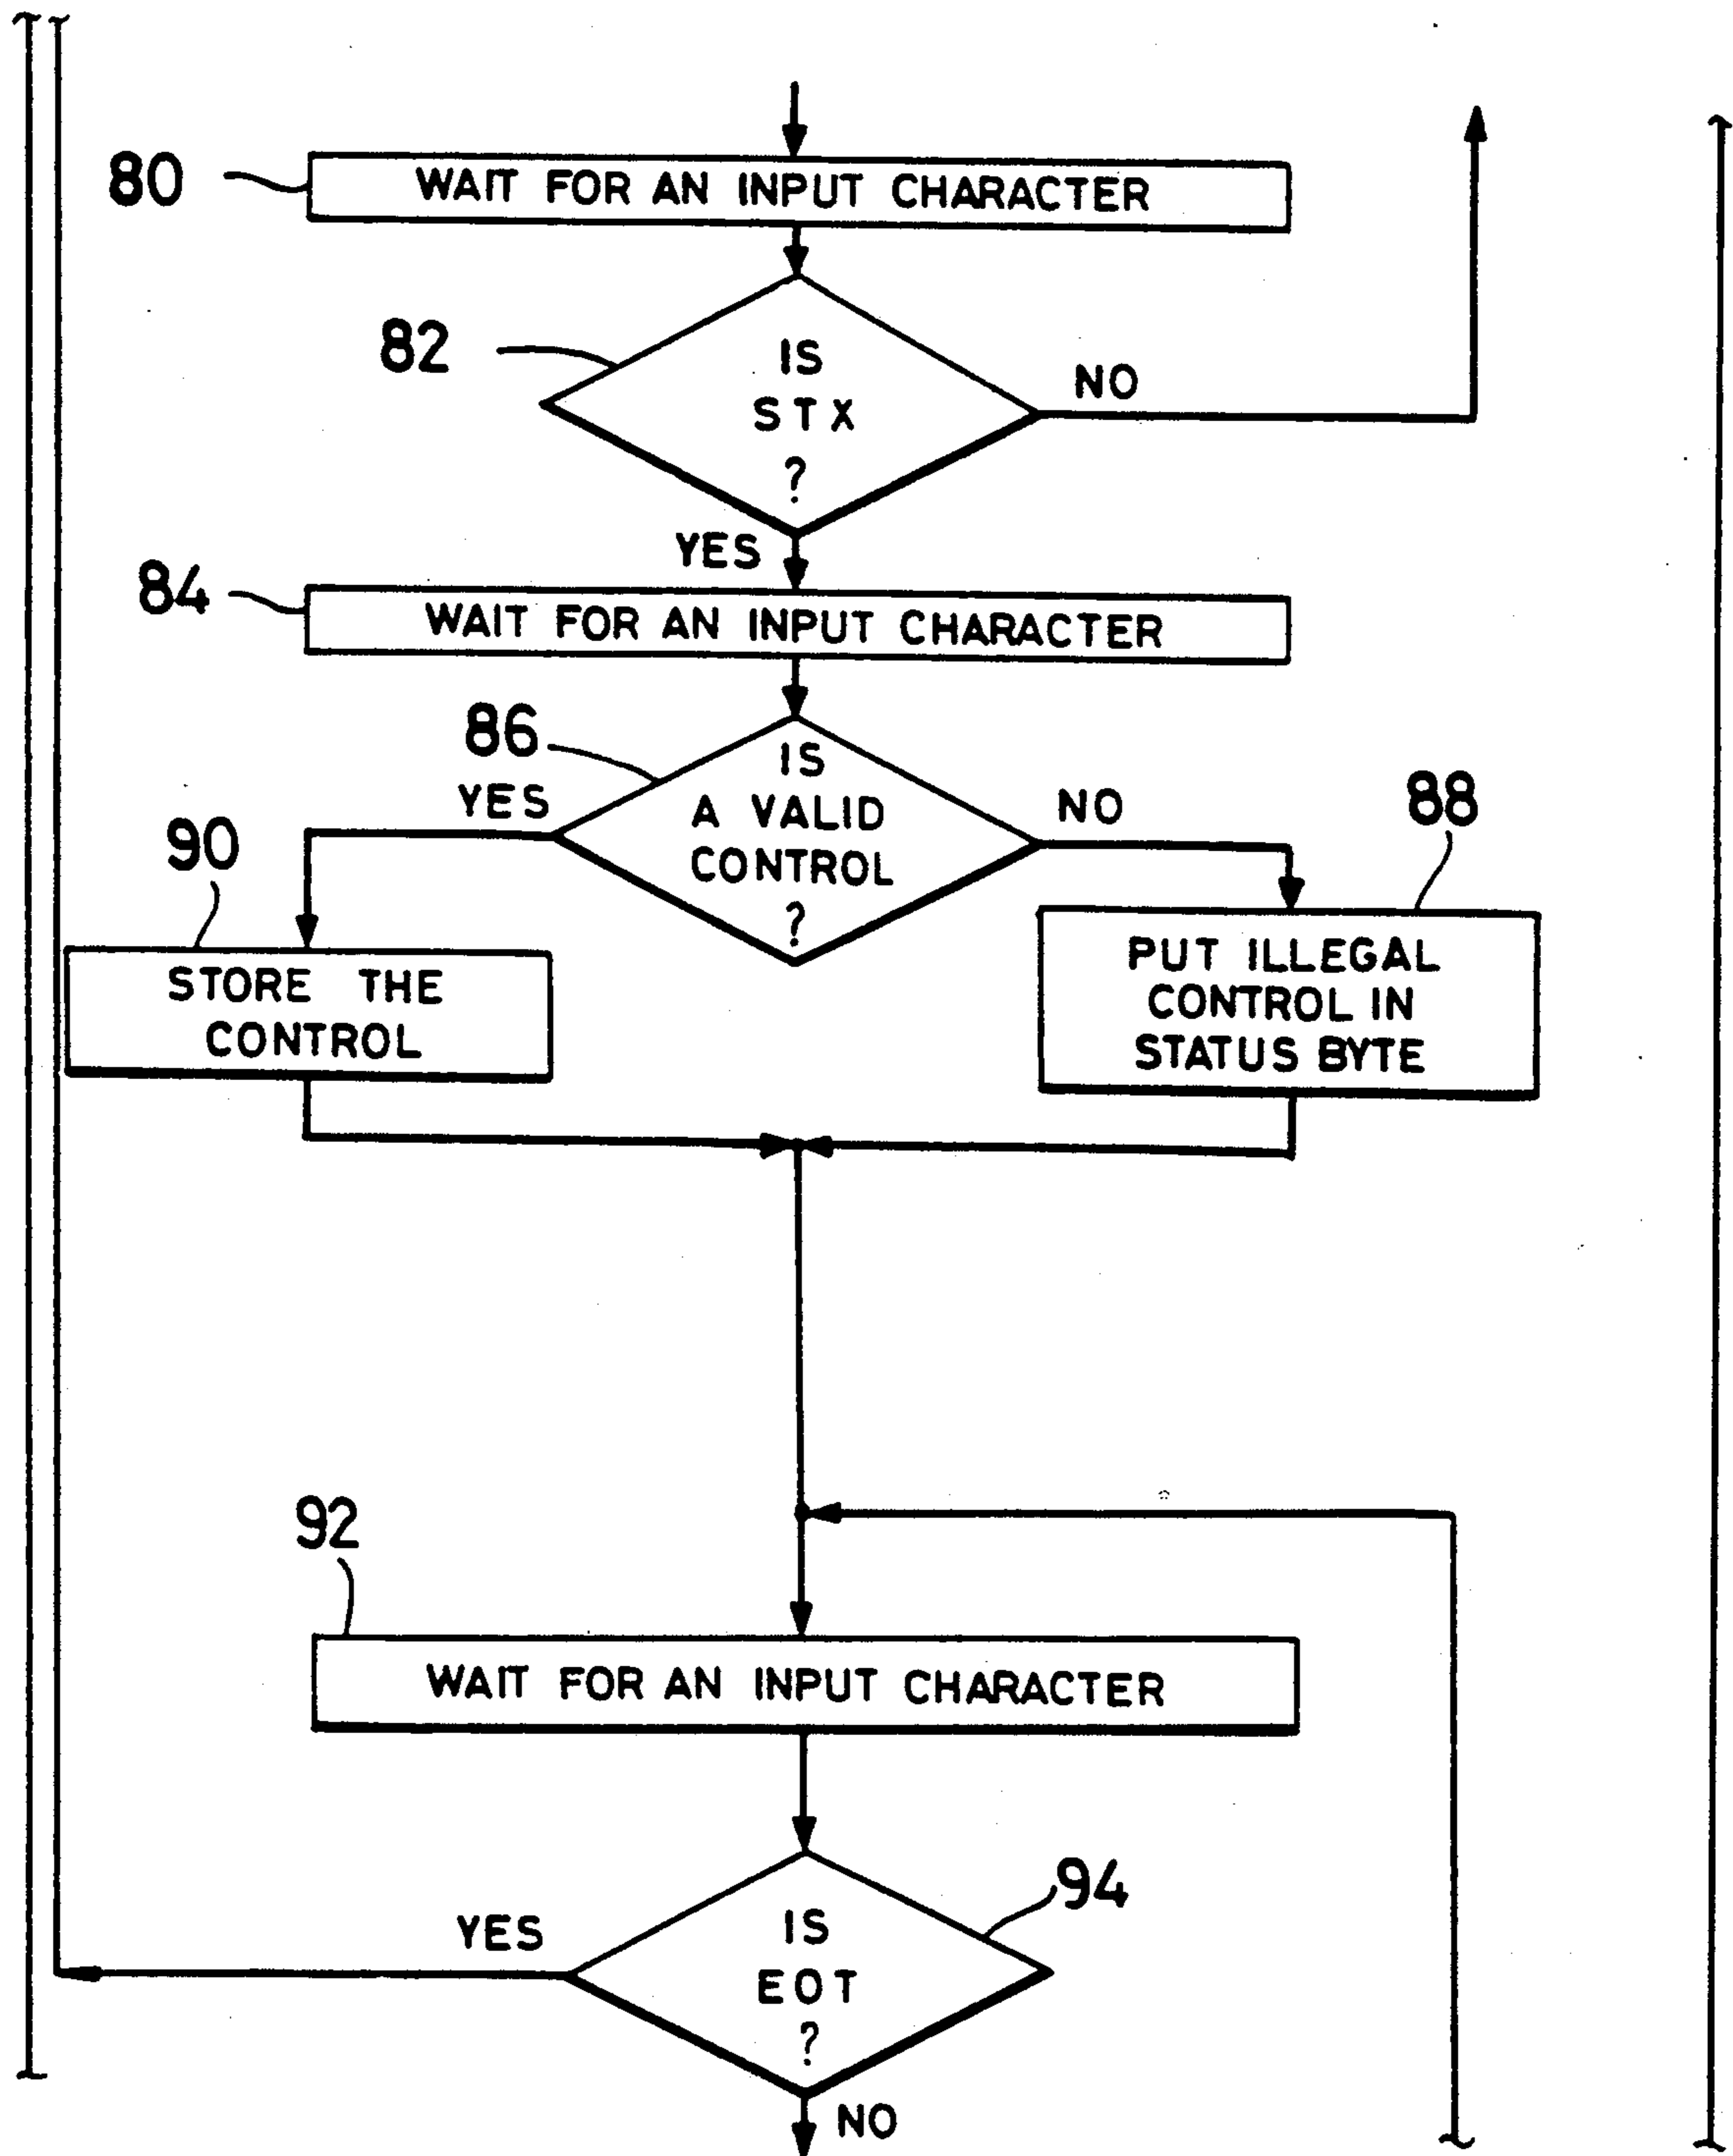 80
WAIT FOR AN INPUT CHARACTER
82
IS
STX
?
NO
YES
84
WAIT FOR AN INPUT CHARACTER
86
IS
A VALID
CONTROL
?
YES
NO
88
90
STORE THE
CONTROL
PUT ILLEGAL
CONTROL IN
STATUS BYTE
92
WAIT FOR AN INPUT CHARACTER
94
IS
EOT
?
YES
NO